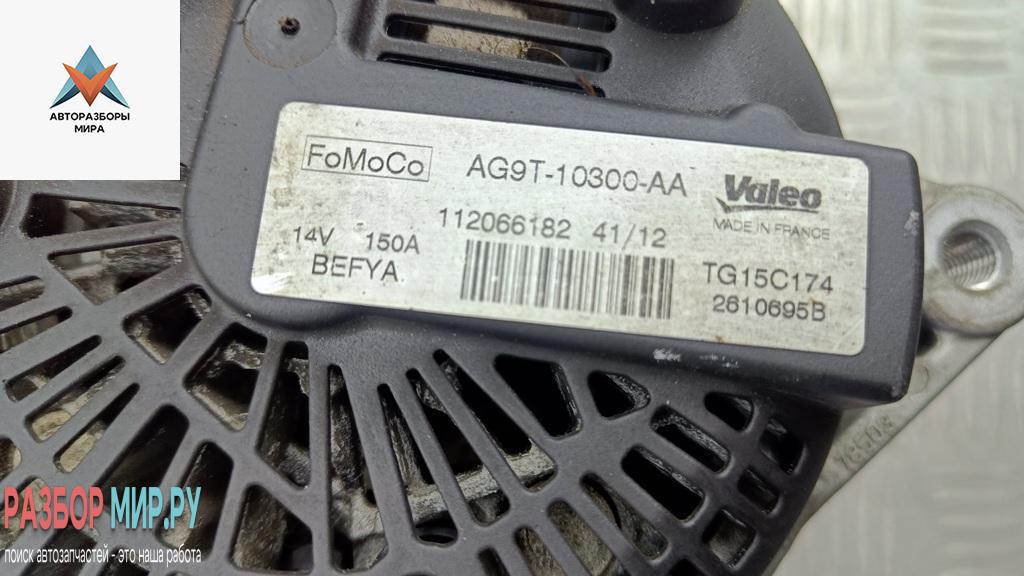 АВТОРАЗБОРЫ
МИРА
FoMoCo
AG9T-10300-AA
Valeo
MADE IN FRANCE
112066182 41/12
14V 150A
BEFYA
TG15C174
2610695B
РАЗБОР МИР.РУ
поиск автозапчастей - это наша работа